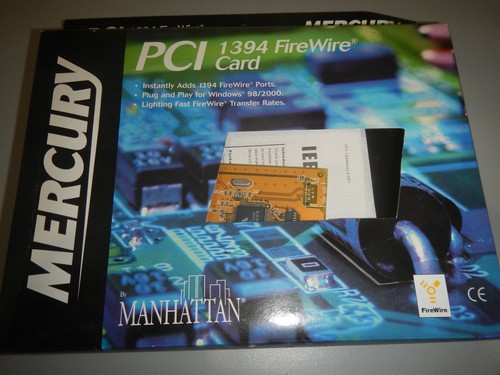 MERCURY
PCI 1394 FireWire®
Card
• Instantly Adds 1394 FireWire® Ports.
• Plug and Play for Windows® 98/2000.
• Lighting Fast FireWire® Transfer Rates.
IEE
By
MANHATTAN
FireWire
CE